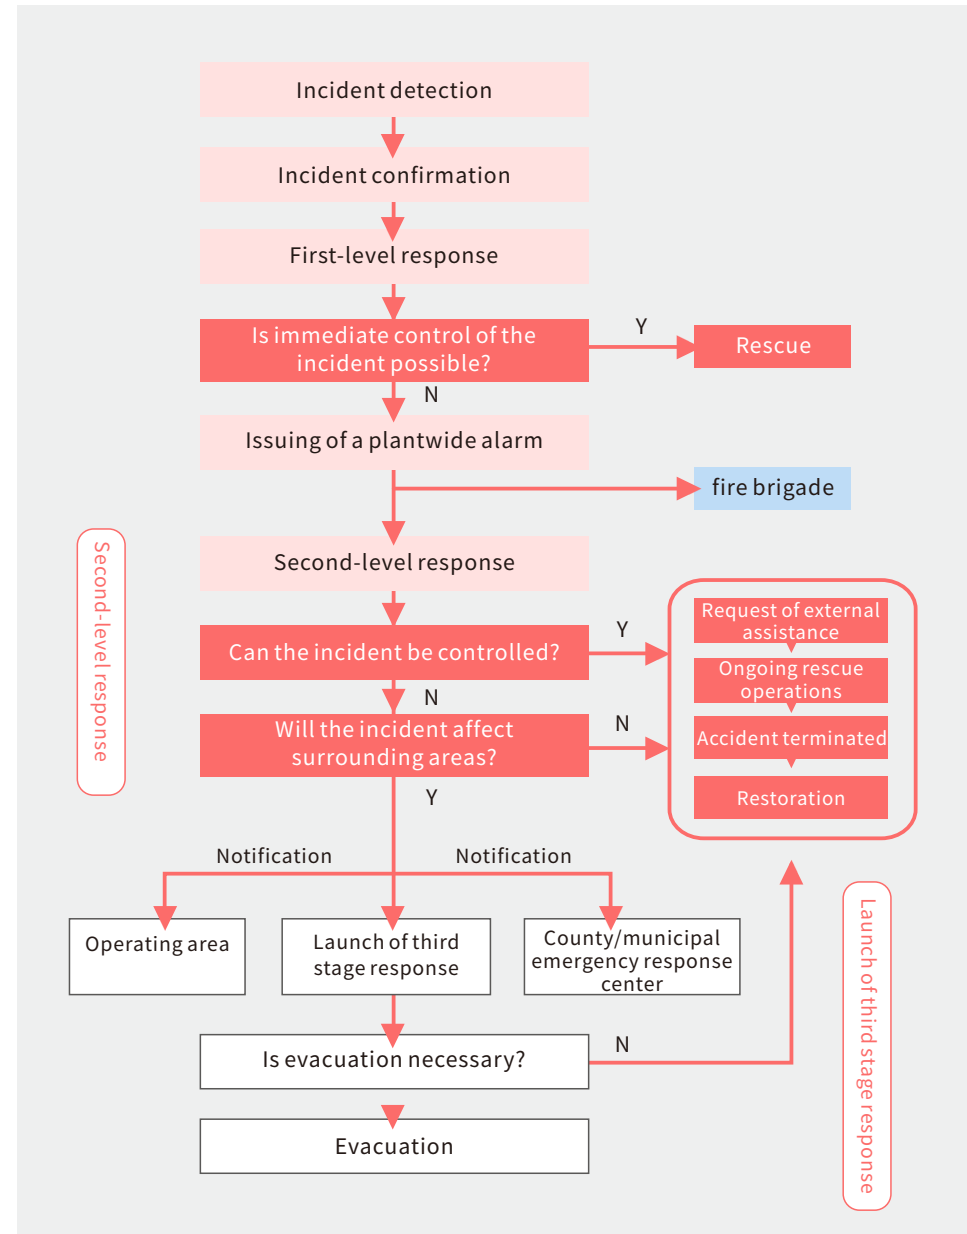 Incident detection
Incident confirmation
First-level response
Is immediate control of the
incident possible?
Y
Rescue
N
Issuing of a plantwide alarm
fire brigade
Second-level response
Second-level response
Can the incident be controlled?
Y
N
Will the incident affect
surrounding areas?
N
Y
Request of external
assistance
Ongoing rescue
operations
Accident terminated
Restoration
Notification
Notification
Operating area
Launch of third
stage response
County/municipal
emergency response
center
Is evacuation necessary?
N
Evacuation
Launch of third stage response